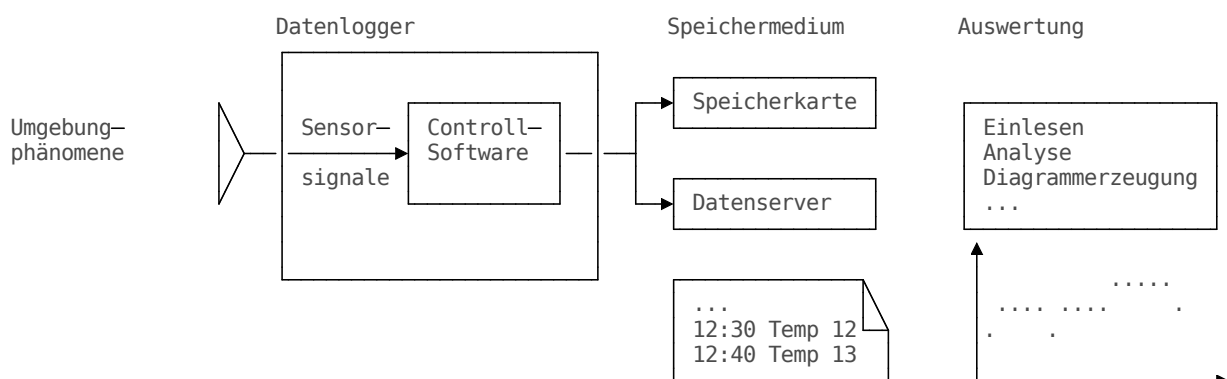 Datenlogger
Speichermedium
Auswertung
Umgebung–
phänomene
Sensor–
signale
Controll–
Software
Speicherkarte
Datenserver
Einlesen
Analyse
Diagrammerzeugung
...
...
12:30 Temp 12
12:40 Temp 13